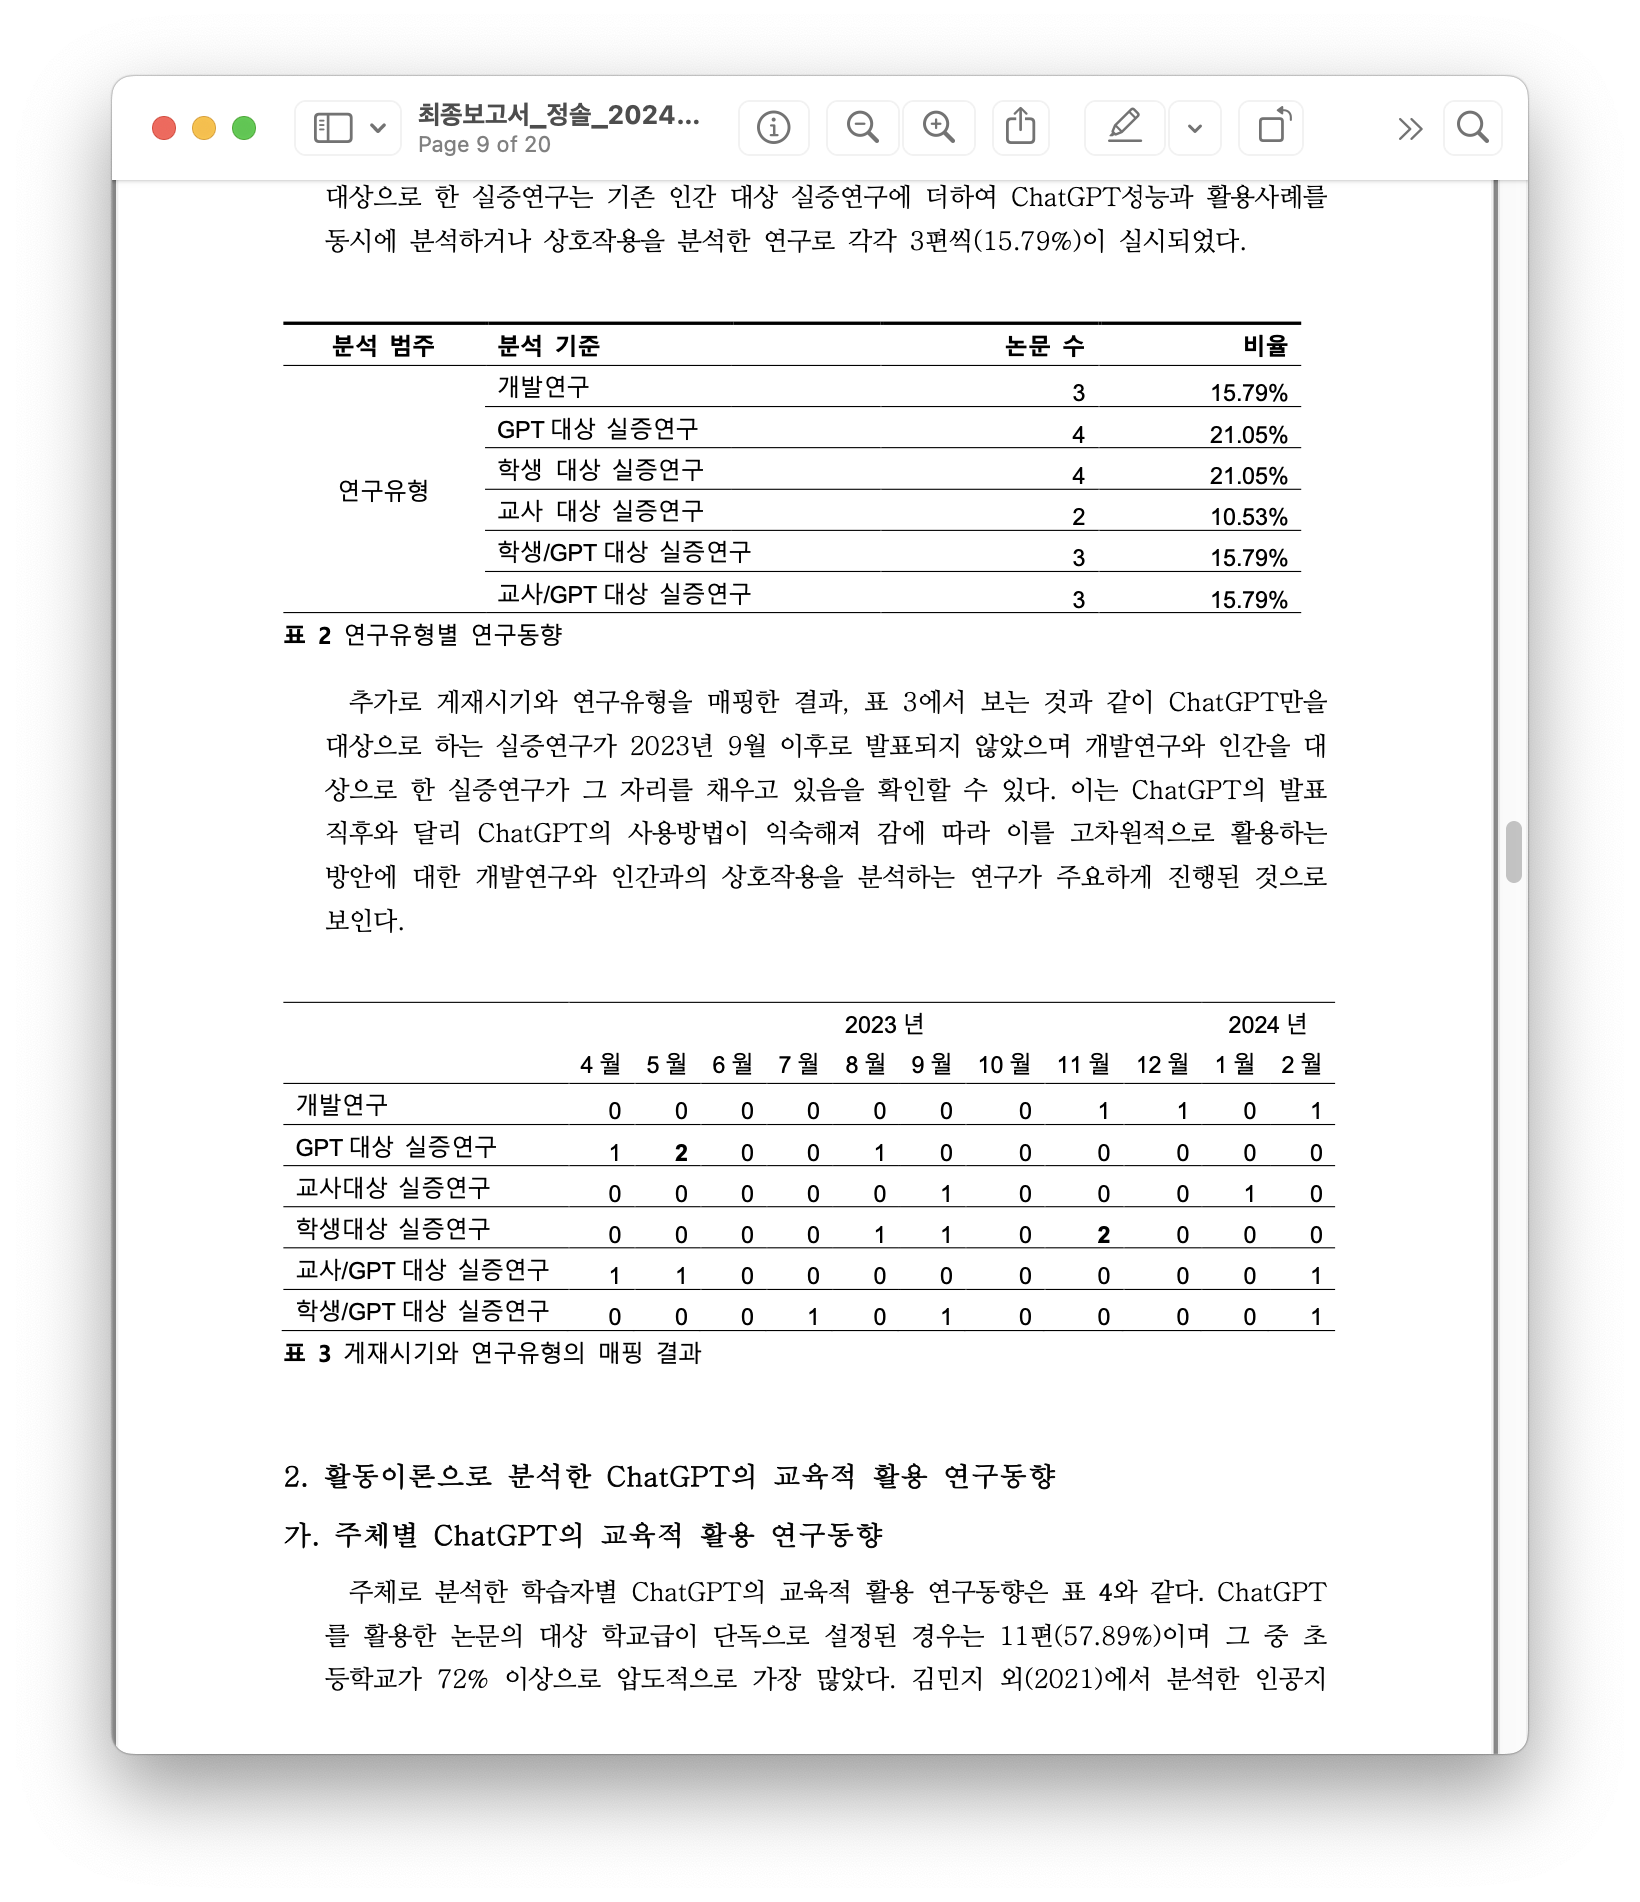 최종보고서_정솔_2024...
Page 9 of 20
대상으로 한 실증연구는 기존 인간 대상 실증연구에 더하여 ChatGPT성능과 활용사례를
동시에 분석하거나 상호작용을 분석한 연구로 각각 3편씩(15.79%)이 실시되었다.
분석 범주 분석 기준 논문 수 비율
개발연구 3 15.79%
GPT 대상 실증연구 4 21.05%
학생 대상 실증연구 4 21.05%
연구유형
교사 대상 실증연구 2 10.53%
학생/GPT 대상 실증연구 3 15.79%
교사/GPT 대상 실증연구 3 15.79%
표 2 연구유형별 연구동향
추가로 게재시기와 연구유형을 매핑한 결과, 표 3에서 보는 것과 같이 ChatGPT만을
대상으로 하는 실증연구가 2023년 9월 이후로 발표되지 않았으며 개발연구와 인간을 대
상으로 한 실증연구가 그 자리를 채우고 있음을 확인할 수 있다. 이는 ChatGPT의 발표
직후와 달리 ChatGPT의 사용방법이 익숙해져 감에 따라 이를 고차원적으로 활용하는
방안에 대한 개발연구와 인간과의 상호작용을 분석하는 연구가 주요하게 진행된 것으로
보인다.
2023 년 2024 년
4 월 5 월 6 월 7 월 8 월 9 월 10 월 11 월 12 월 1 월 2 월
개발연구 0 0 0 0 0 0 0 1 1 0 1
GPT 대상 실증연구 1 2 0 0 1 0 0 0 0 0 0
교사대상 실증연구 0 0 0 0 0 1 0 0 0 1 0
학생대상 실증연구 0 0 0 0 1 1 0 2 0 0 0
교사/GPT 대상 실증연구 1 1 0 0 0 0 0 0 0 0 1
학생/GPT 대상 실증연구 0 0 0 1 0 1 0 0 0 0 1
표 3 게재시기와 연구유형의 매핑 결과
2. 활동이론으로 분석한 ChatGPT의 교육적 활용 연구동향
가. 주체별 ChatGPT의 교육적 활용 연구동향
주체로 분석한 학습자별 ChatGPT의 교육적 활용 연구동향은 표 4와 같다. ChatGPT
를 활용한 논문의 대상 학교급이 단독으로 설정된 경우는 11편(57.89%)이며 그 중 초
등학교가 72% 이상으로 압도적으로 가장 많았다. 김민지 외(2021)에서 분석한 인공지